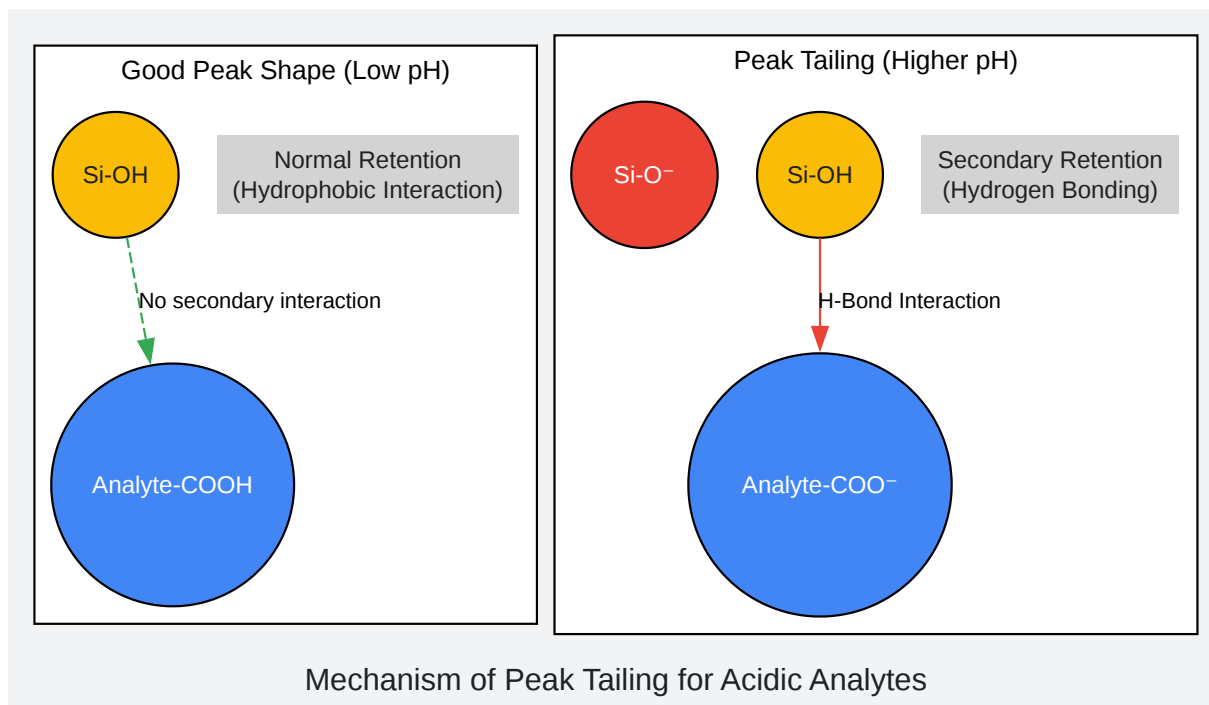 Good Peak Shape (Low pH)
Si-OH
Normal Retention
(Hydrophobic Interaction)
No secondary interaction
Analyte-COOH
Peak Tailing (Higher pH)
Si-O⁻
Si-OH
Secondary Retention
(Hydrogen Bonding)
H-Bond Interaction
Analyte-COO⁻
Mechanism of Peak Tailing for Acidic Analytes